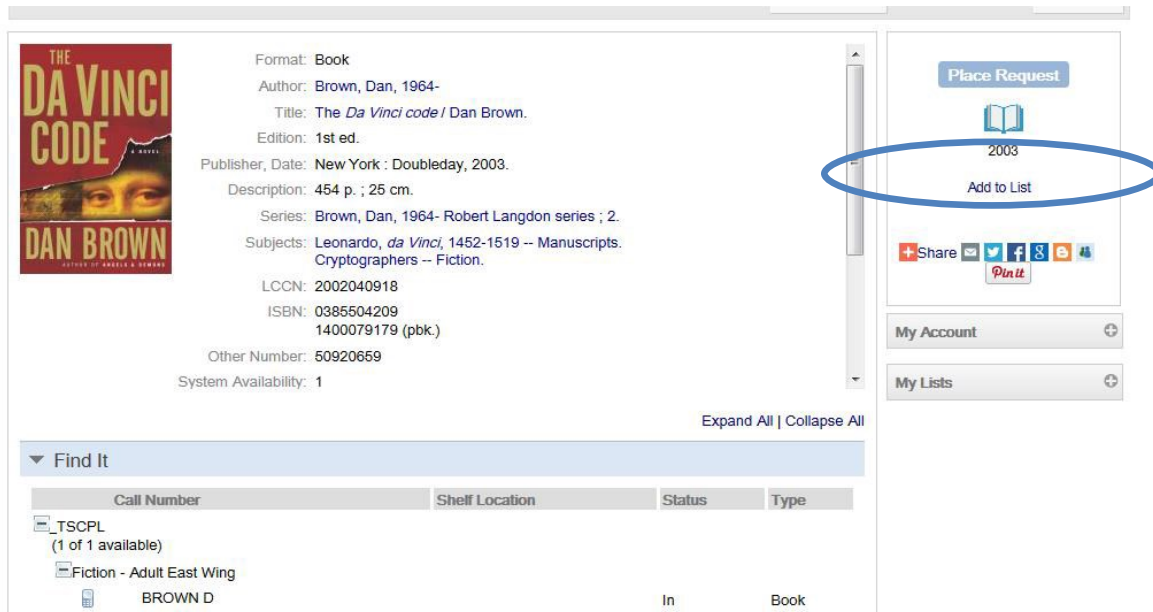 THE
DA VINCI
CODE
A NOVEL
DAN BROWN
AUTHOR OF ANGELS & DEMONS
Format: Book
Author: Brown, Dan, 1964-
Title: The Da Vinci code / Dan Brown.
Edition: 1st ed.
Publisher, Date: New York : Doubleday, 2003.
Description: 454 p. ; 25 cm.
Series: Brown, Dan, 1964- Robert Langdon series ; 2.
Subjects: Leonardo, da Vinci, 1452-1519 -- Manuscripts.
Cryptographers -- Fiction.
LCCN: 2002040918
ISBN: 0385504209
1400079179 (pbk.)
Other Number: 50920659
System Availability: 1
Expand All | Collapse All
Place Request
2003
Add to List
Share
Pin it
My Account
My Lists
Find It
Call Number Shelf Location Status Type
_TSCPL
(1 of 1 available)
Fiction - Adult East Wing
BROWN D In Book